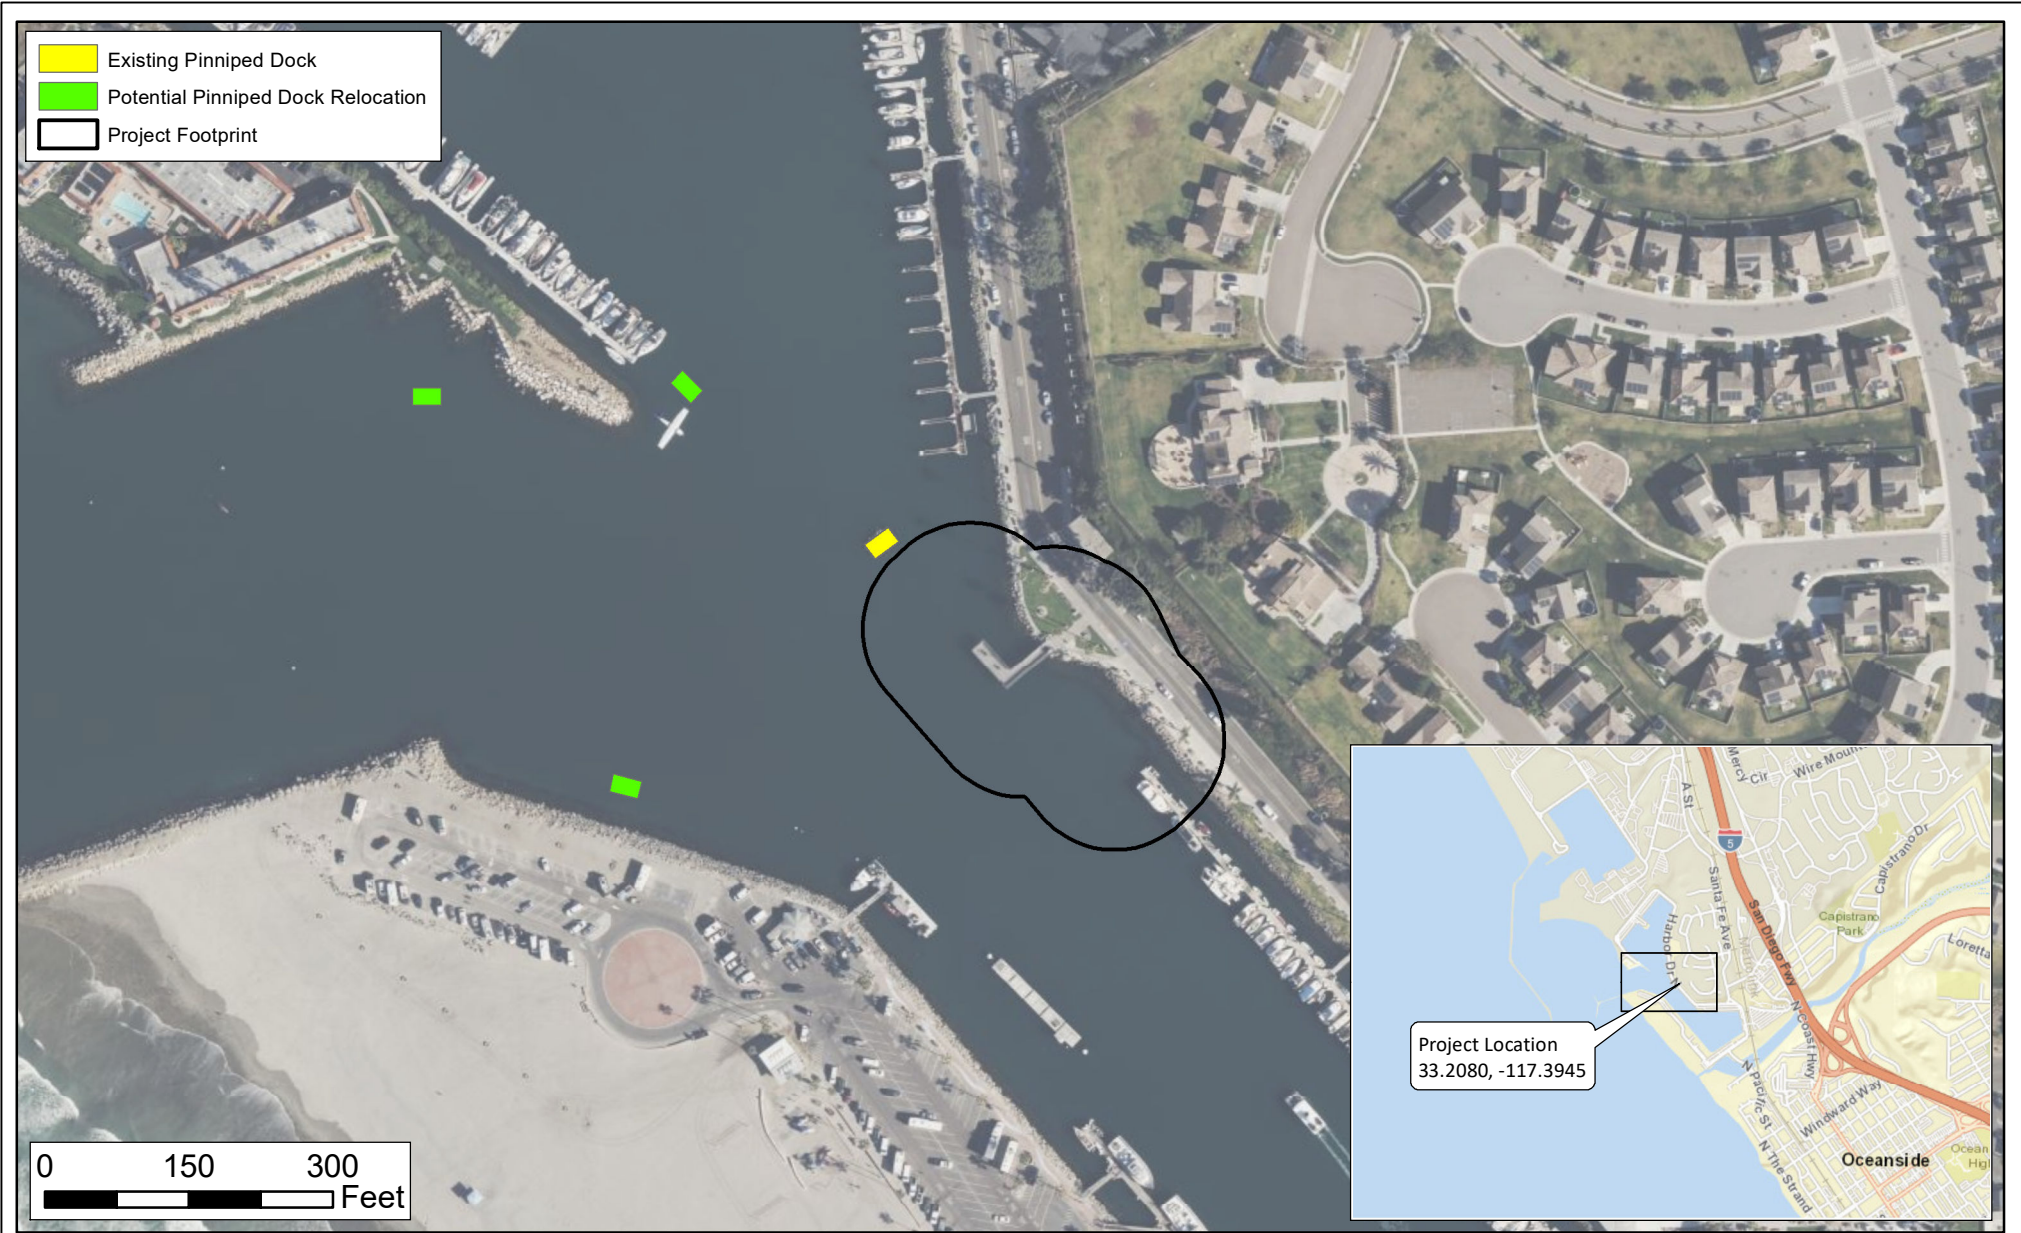 Existing Pinniped Dock
Potential Pinniped Dock Relocation
Project Footprint
0 150 300
Feet
Mercy
Cir
Wire Moun
A St
5
Capistrano Dr
Santa Fe Ave
San Diego Fwy
Capistrano
Park
Harbor Dr N
Loretta
Metrolink
N Coast Hwy
Project Location
33.2080, -117.3945
N Pacific St
Windward Way
N The Strand
Oceanside
Ocean
Hig